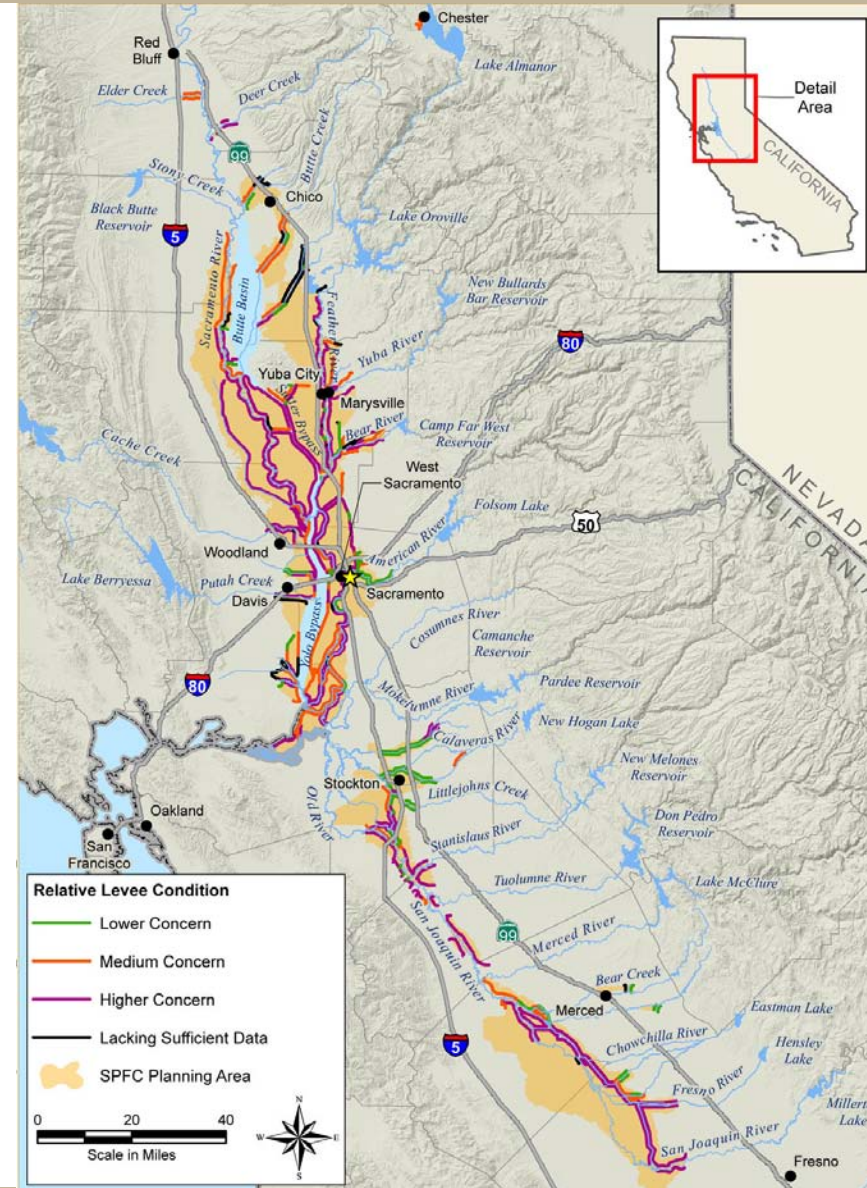 Chester
Red
Bluff
Lake Almanor
Elder Creek
Deer Creek
Detail
Area
CALIFORNIA
99
Butte Creek
Stony Creek
Chico
Black Butte
Reservoir
Lake Oroville
5
Sacramento River
Butte Basin
Feather River
New Bullards
Bar Reservoir
80
Yuba River
Yuba City
Marysville
Bear River
Camp Far West
Reservoir
Cache Creek
West
Sacramento
NEVADA
CALIFORNIA
Folsom Lake
50
American River
Woodland
Lake Berryessa
Putah Creek
Davis
Sacramento
Yolo Bypass
Cosumnes River
Camanche
Reservoir
80
Mokelumne River
Pardee Reservoir
Calaveras River
New Hogan Lake
New Melones
Reservoir
Stockton
Littlejohns Creek
Old River
Don Pedro
Reservoir
Oakland
San
Francisco
Stanislaus River
Tuolumne River
Lake McClure
San Joaquin River
99
Merced River
Bear Creek
Merced
Eastman Lake
Chowchilla River
Hensley
Lake
5
Fresno River
Millert
Lake
San Joaquin River
Fresno
Relative Levee Condition
Lower Concern
Medium Concern
Higher Concern
Lacking Sufficient Data
SPFC Planning Area
0 20 40
Scale in Miles
N
W E
S